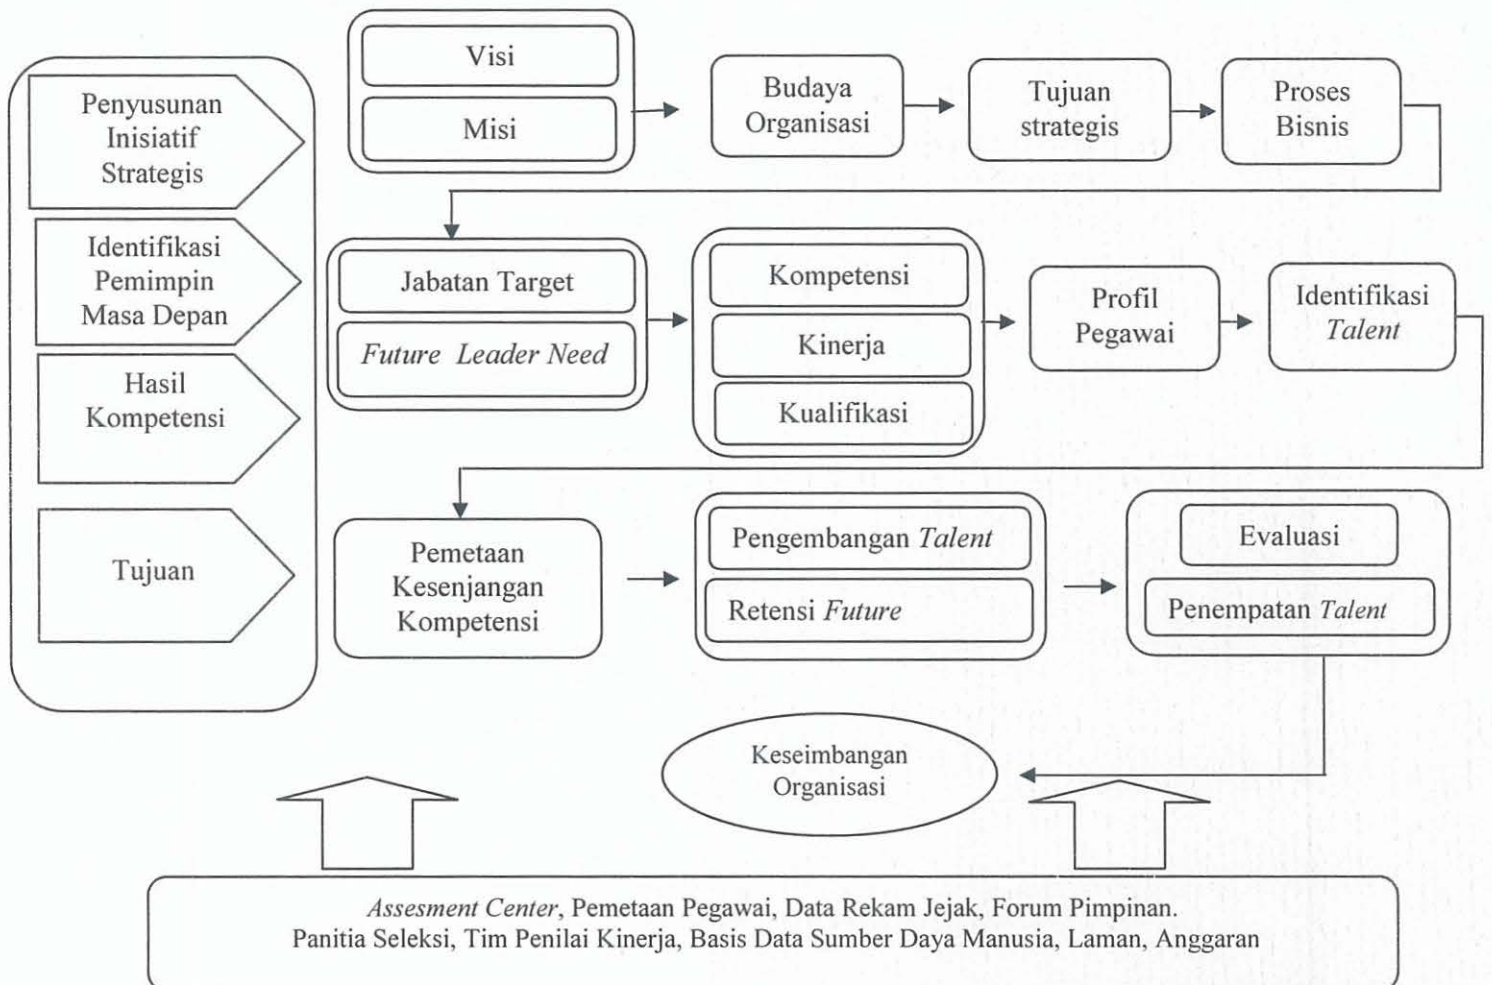 Penyusunan
Inisiatif
Strategis
Identifikasi
Pemimpin
Masa Depan
Hasil
Kompetensi
Tujuan
Visi
Misi
Budaya
Organisasi
Tujuan
strategis
Proses
Bisnis
Jabatan Target
Future Leader Need
Kompetensi
Kinerja
Kualifikasi
Profil
Pegawai
Identifikasi
Talent
Pemetaan
Kesenjangan
Kompetensi
Pengembangan Talent
Retensi Future
Evaluasi
Penempatan Talent
Keseimbangan
Organisasi
Assesment Center, Pemetaan Pegawai, Data Rekam Jejak, Forum Pimpinan.
Panitia Seleksi, Tim Penilai Kinerja, Basis Data Sumber Daya Manusia, Laman, Anggaran